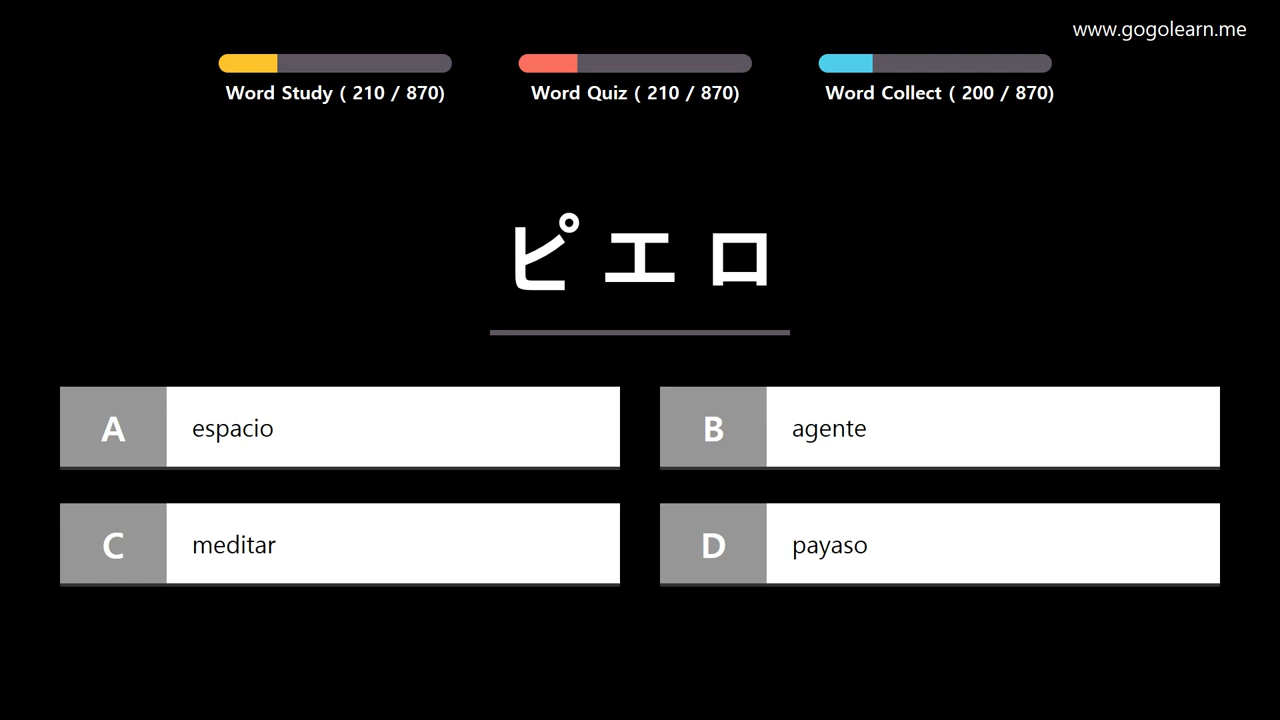 www.gogolearn.me
Word Study ( 210 / 870)
Word Quiz ( 210 / 870)
Word Collect ( 200 / 870)
ピエロ
A espacio
B agente
C meditar
D payaso